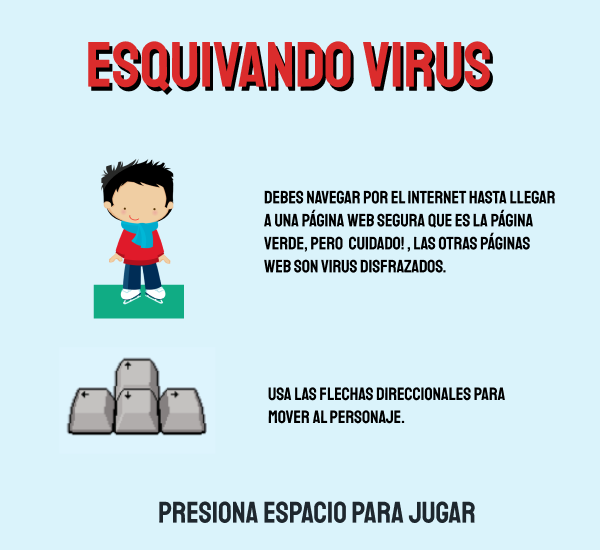 ESQUIVANDO VIRUS
DEBES NAVEGAR POR EL INTERNET HASTA LLEGAR
A UNA PÁGINA WEB SEGURA QUE ES LA PÁGINA
VERDE, PERO CUIDADO! , LAS OTRAS PÁGINAS
WEB SON VIRUS DISFRAZADOS.
USA LAS FLECHAS DIRECCIONALES PARA
MOVER AL PERSONAJE.
PRESIONA ESPACIO PARA JUGAR